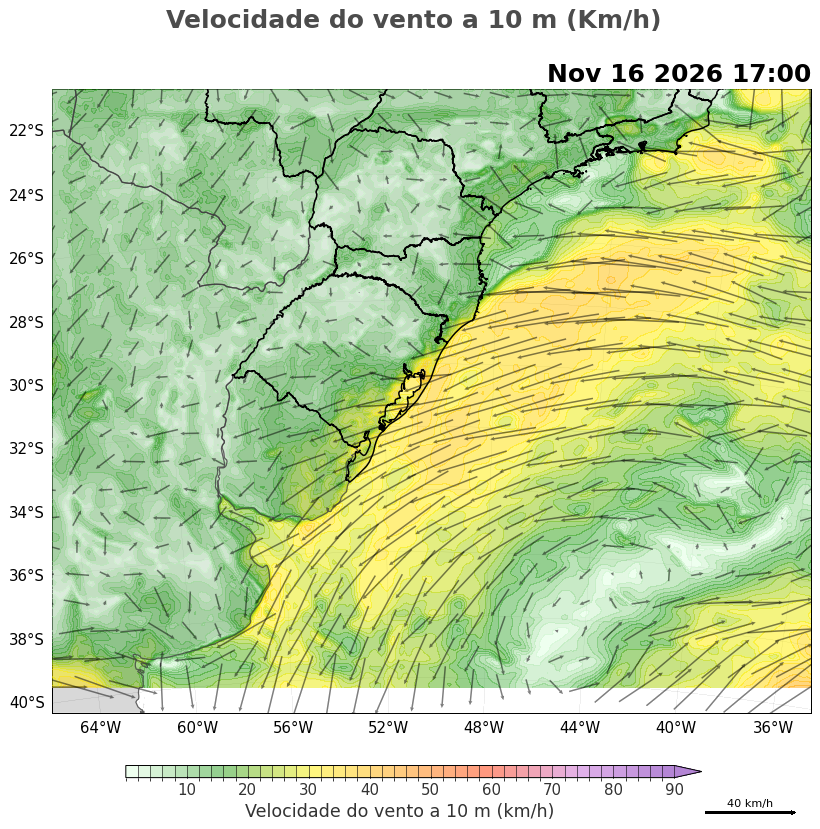 Velocidade do vento a 10 m (Km/h)
Nov 16 2026 17:00
22°S
24°S
26°S
28°S
30°S
32°S
34°S
36°S
38°S
40°S
64°W 60°W 56°W 52°W 48°W 44°W 40°W 36°W
10 20 30 40 50 60 70 80 90
Velocidade do vento a 10 m (km/h)
40 km/h